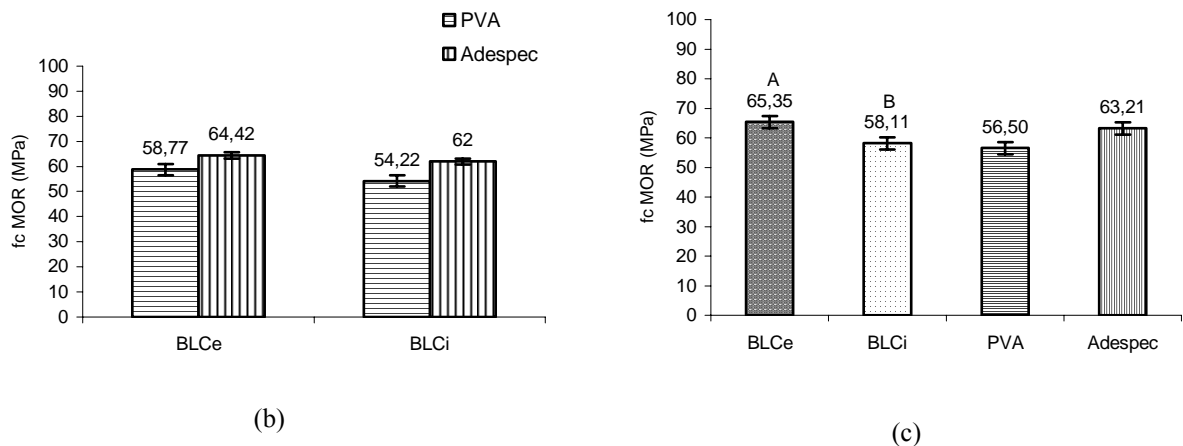 PVA
Adespec
fc MOR (MPa)
100
90
80
70
60
50
40
30
20
10
0
58,77
64,42
54,22
62
BLCe
BLCi
(b)
fc MOR (MPa)
100
90
80
70
60
50
40
30
20
10
0
A
65,35
B
58,11
56,50
63,21
BLCe
BLCi
PVA
Adespec
(c)